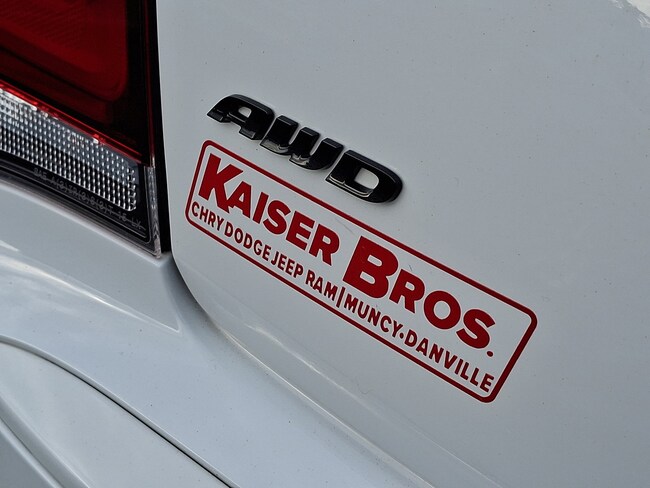 AWD
KAISER BROS.
CHRY DODGE JEEP RAM|MUNCY·DANVILLE